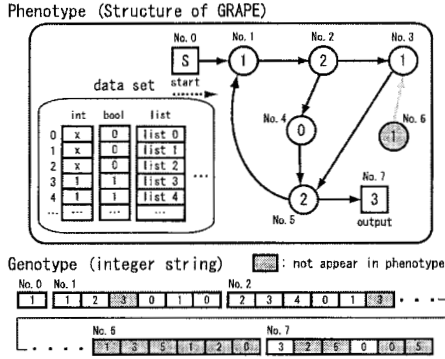 Phenotype (Structure of GRAPE)
No. 0 No. 1 No. 2 No. 3
S 1 2 1
start
data set
No. 4 No. 6
0 1
int bool list
0 x 0 list 0
1 x 0 list 1
2 x 0 list 2
3 1 1 list 3
4 1 1 list 4
... ... ...
...
No. 7
2 3
No. 5 output
Genotype (integer string) : not appear in phenotype
No. 0 No. 1 No. 2
1 1 2 3 0 1 0 2 3 4 0 1 3
No. 6 No. 7
1 3 5 1 2 0 3 2 6 0 0 5